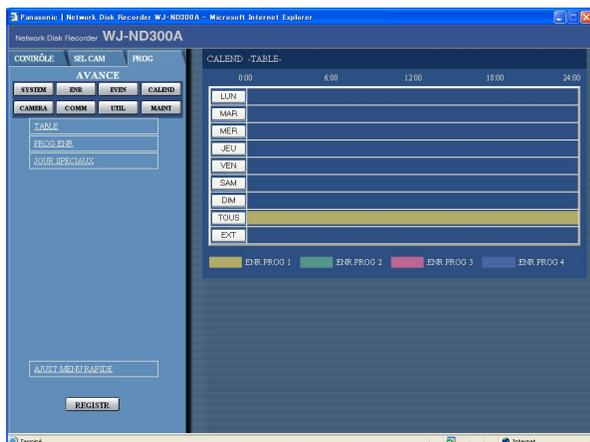 Panasonic | Network Disk Recorder WJ-ND300A - Microsoft Internet Explorer
Network Disk Recorder WJ-ND300A
CONTRÔLE SEL CAM PROG
AVANCE
SYSTEM ENR EVEN CALEND
CAMERA COMM UTIL MAINT
TABLE
PROG ENR
JOUR SPECIAUX
AJUST MENU RAPIDE
REGISTR
CALEND -TABLE-
0:00 6:00 12:00 18:00 24:00
LUN
MAR
MER
JEU
VEN
SAM
DIM
TOUS
EXT
ENR PROG 1 ENR PROG 2 ENR PROG 3 ENR PROG 4
Terminé Internet